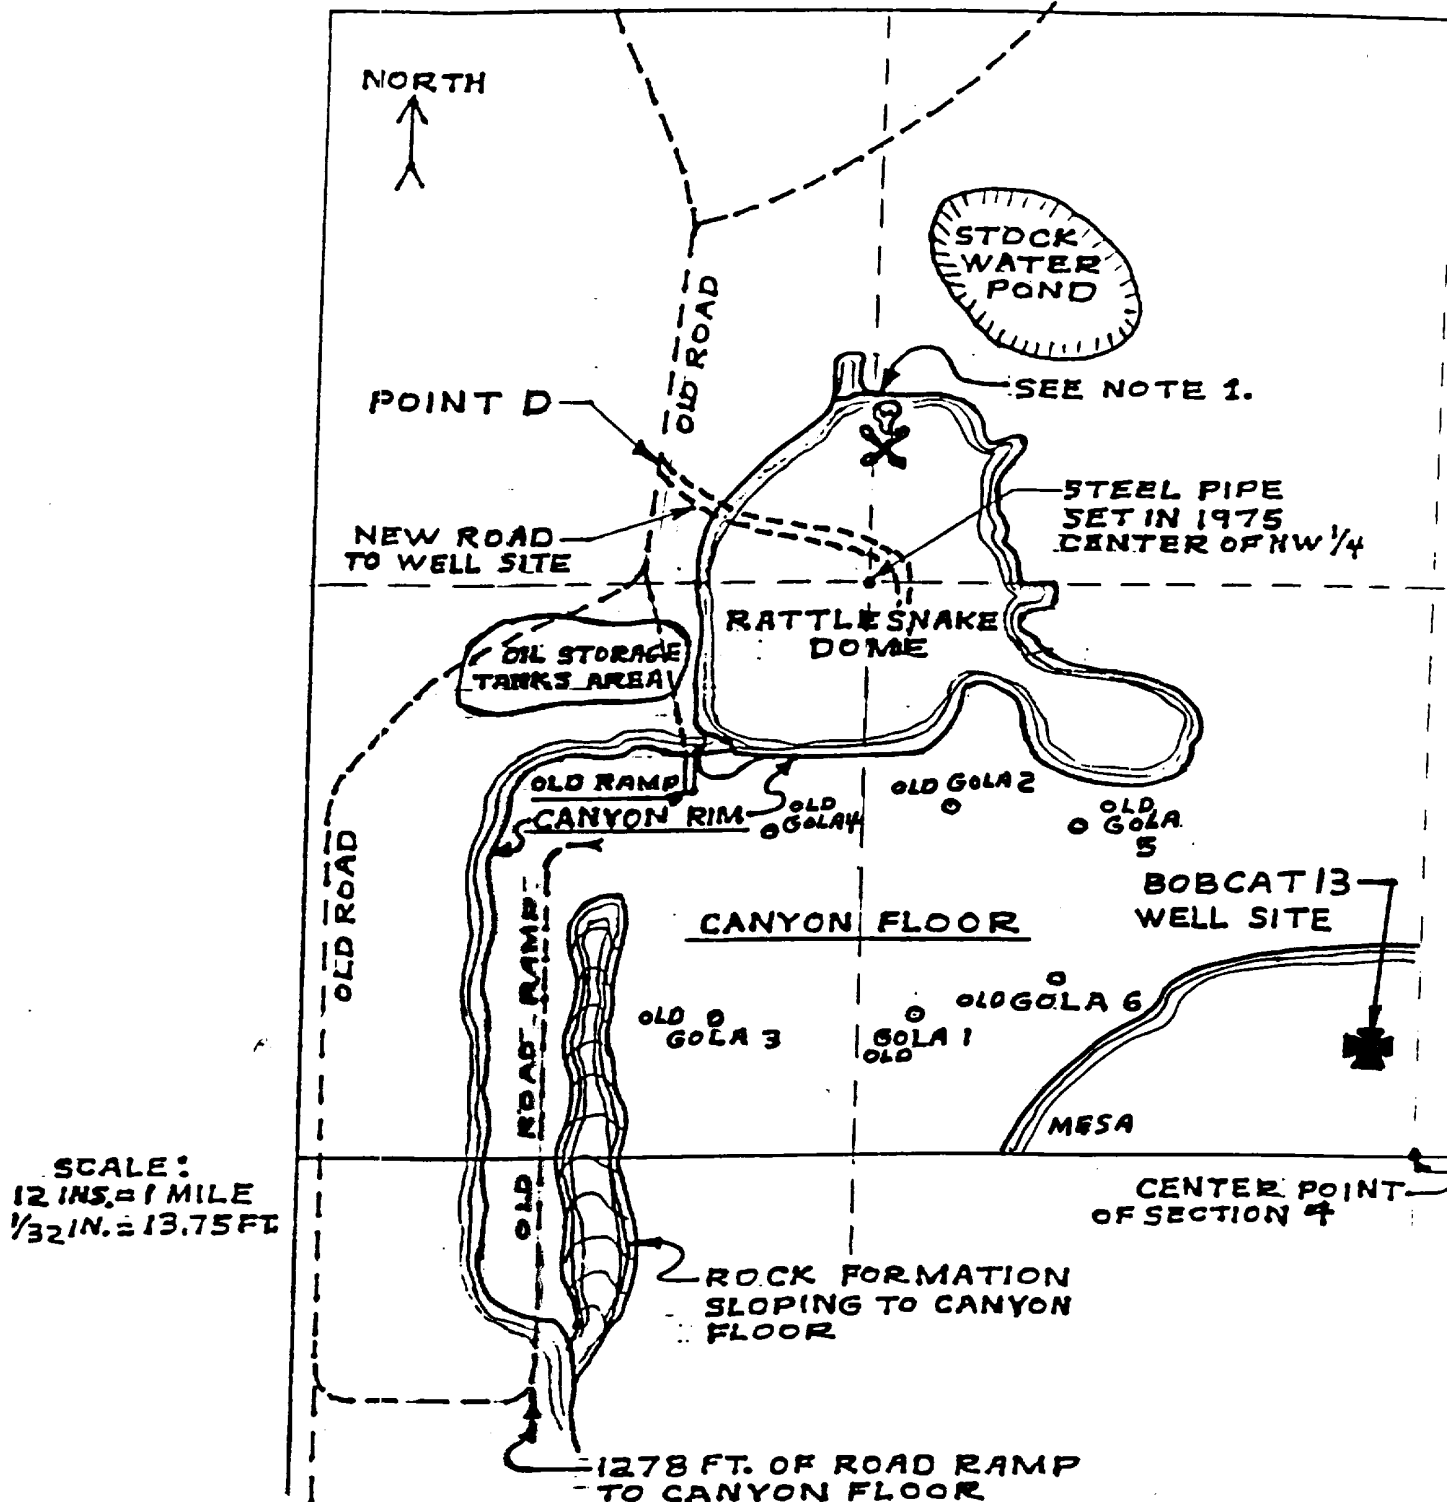 NORTH
STOCK
WATER
POND
OLD ROAD
POINT D
SEE NOTE 1.
STEEL PIPE
SET IN 1975
CENTER OF NW 1/4
NEW ROAD
TO WELL SITE
RATTLESNAKE
DOME
OIL STORAGE
TANKS AREA
OLD RAMP
CANYON RIM
OLD
GOLA 4
OLD GOLA 2
OLD
GOLA
5
OLD ROAD
OLD ROAD RAMP
BOBCAT 13
WELL SITE
CANYON FLOOR
OLD
GOLA 3
GOLA 1
OLD
OLD GOLA 6
MESA
SCALE:
12 INS.=1 MILE
1/32 IN.=13.75 FT.
CENTER POINT
OF SECTION 4
ROCK FORMATION
SLOPING TO CANYON
FLOOR
1278 FT. OF ROAD RAMP
TO CANYON FLOOR